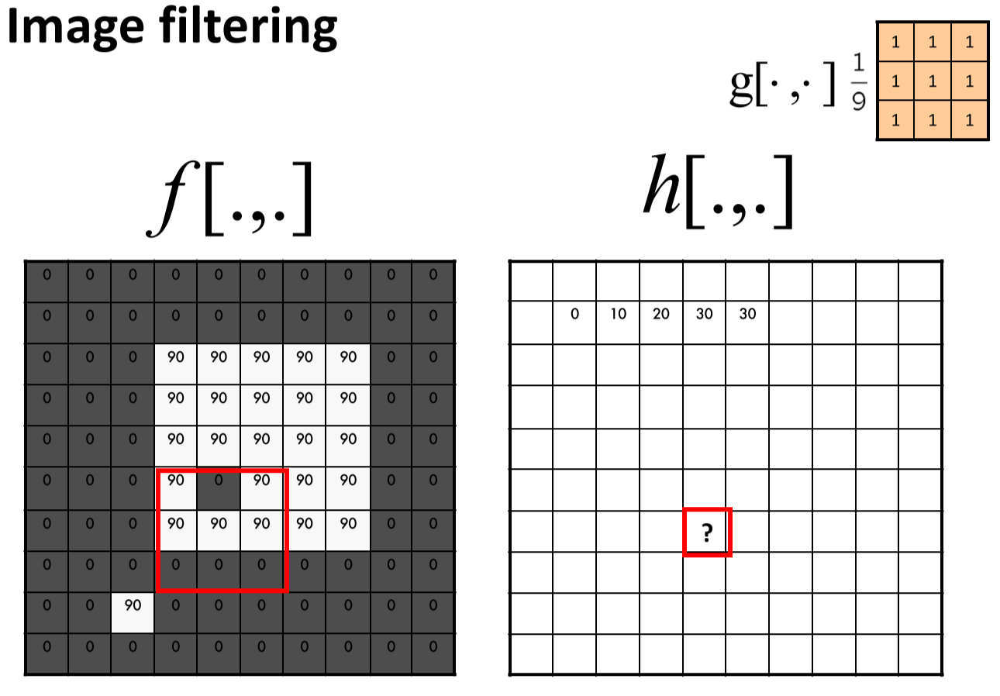 Image filtering
g[· ,· ] 1/9
1 1 1
1 1 1
1 1 1
f[.,.]
h[.,.]
0 0 0 0 0 0 0 0 0 0
0 0 0 0 0 0 0 0 0 0
0 0 0 90 90 90 90 90 0 0
0 0 0 90 90 90 90 90 0 0
0 0 0 90 90 90 90 90 0 0
0 0 0 90 0 90 90 90 0 0
0 0 0 90 90 90 90 90 0 0
0 0 0 0 0 0 0 0 0 0
0 0 90 0 0 0 0 0 0 0
0 0 0 0 0 0 0 0 0 0
0 10 20 30 30
?